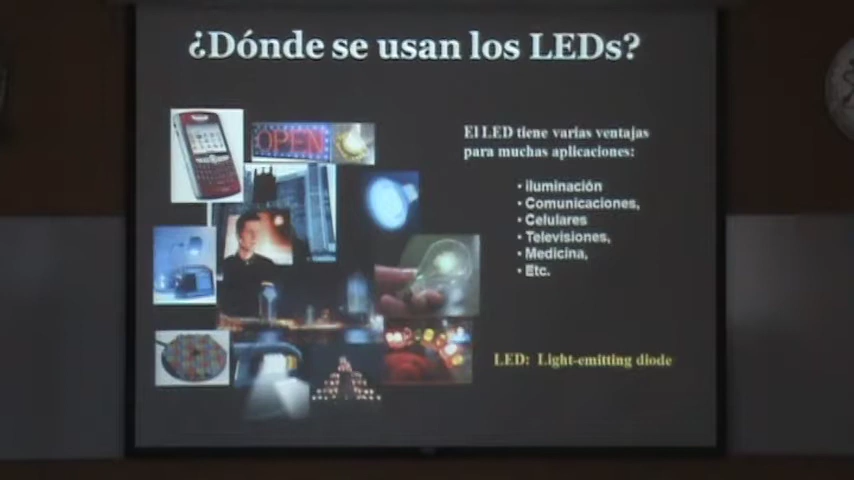 ¿Dónde se usan los LEDs?
OPEN
El LED tiene varias ventajas
para muchas aplicaciones:
• iluminación
• Comunicaciones,
• Celulares
• Televisiones,
• Medicina,
• Etc.
LED: Light-emitting diode